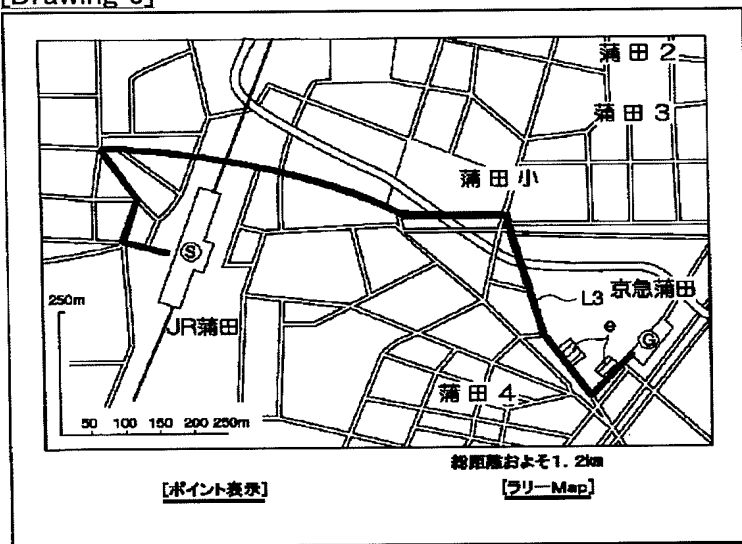 [Drawing 6]
蒲田2
蒲田3
蒲田小
京急蒲田
L3
e
S
G
250m
JR蒲田
蒲田4
50 100 150 200 250m
総距離およそ1.2km
[ポイント表示]
[ラリーMap]